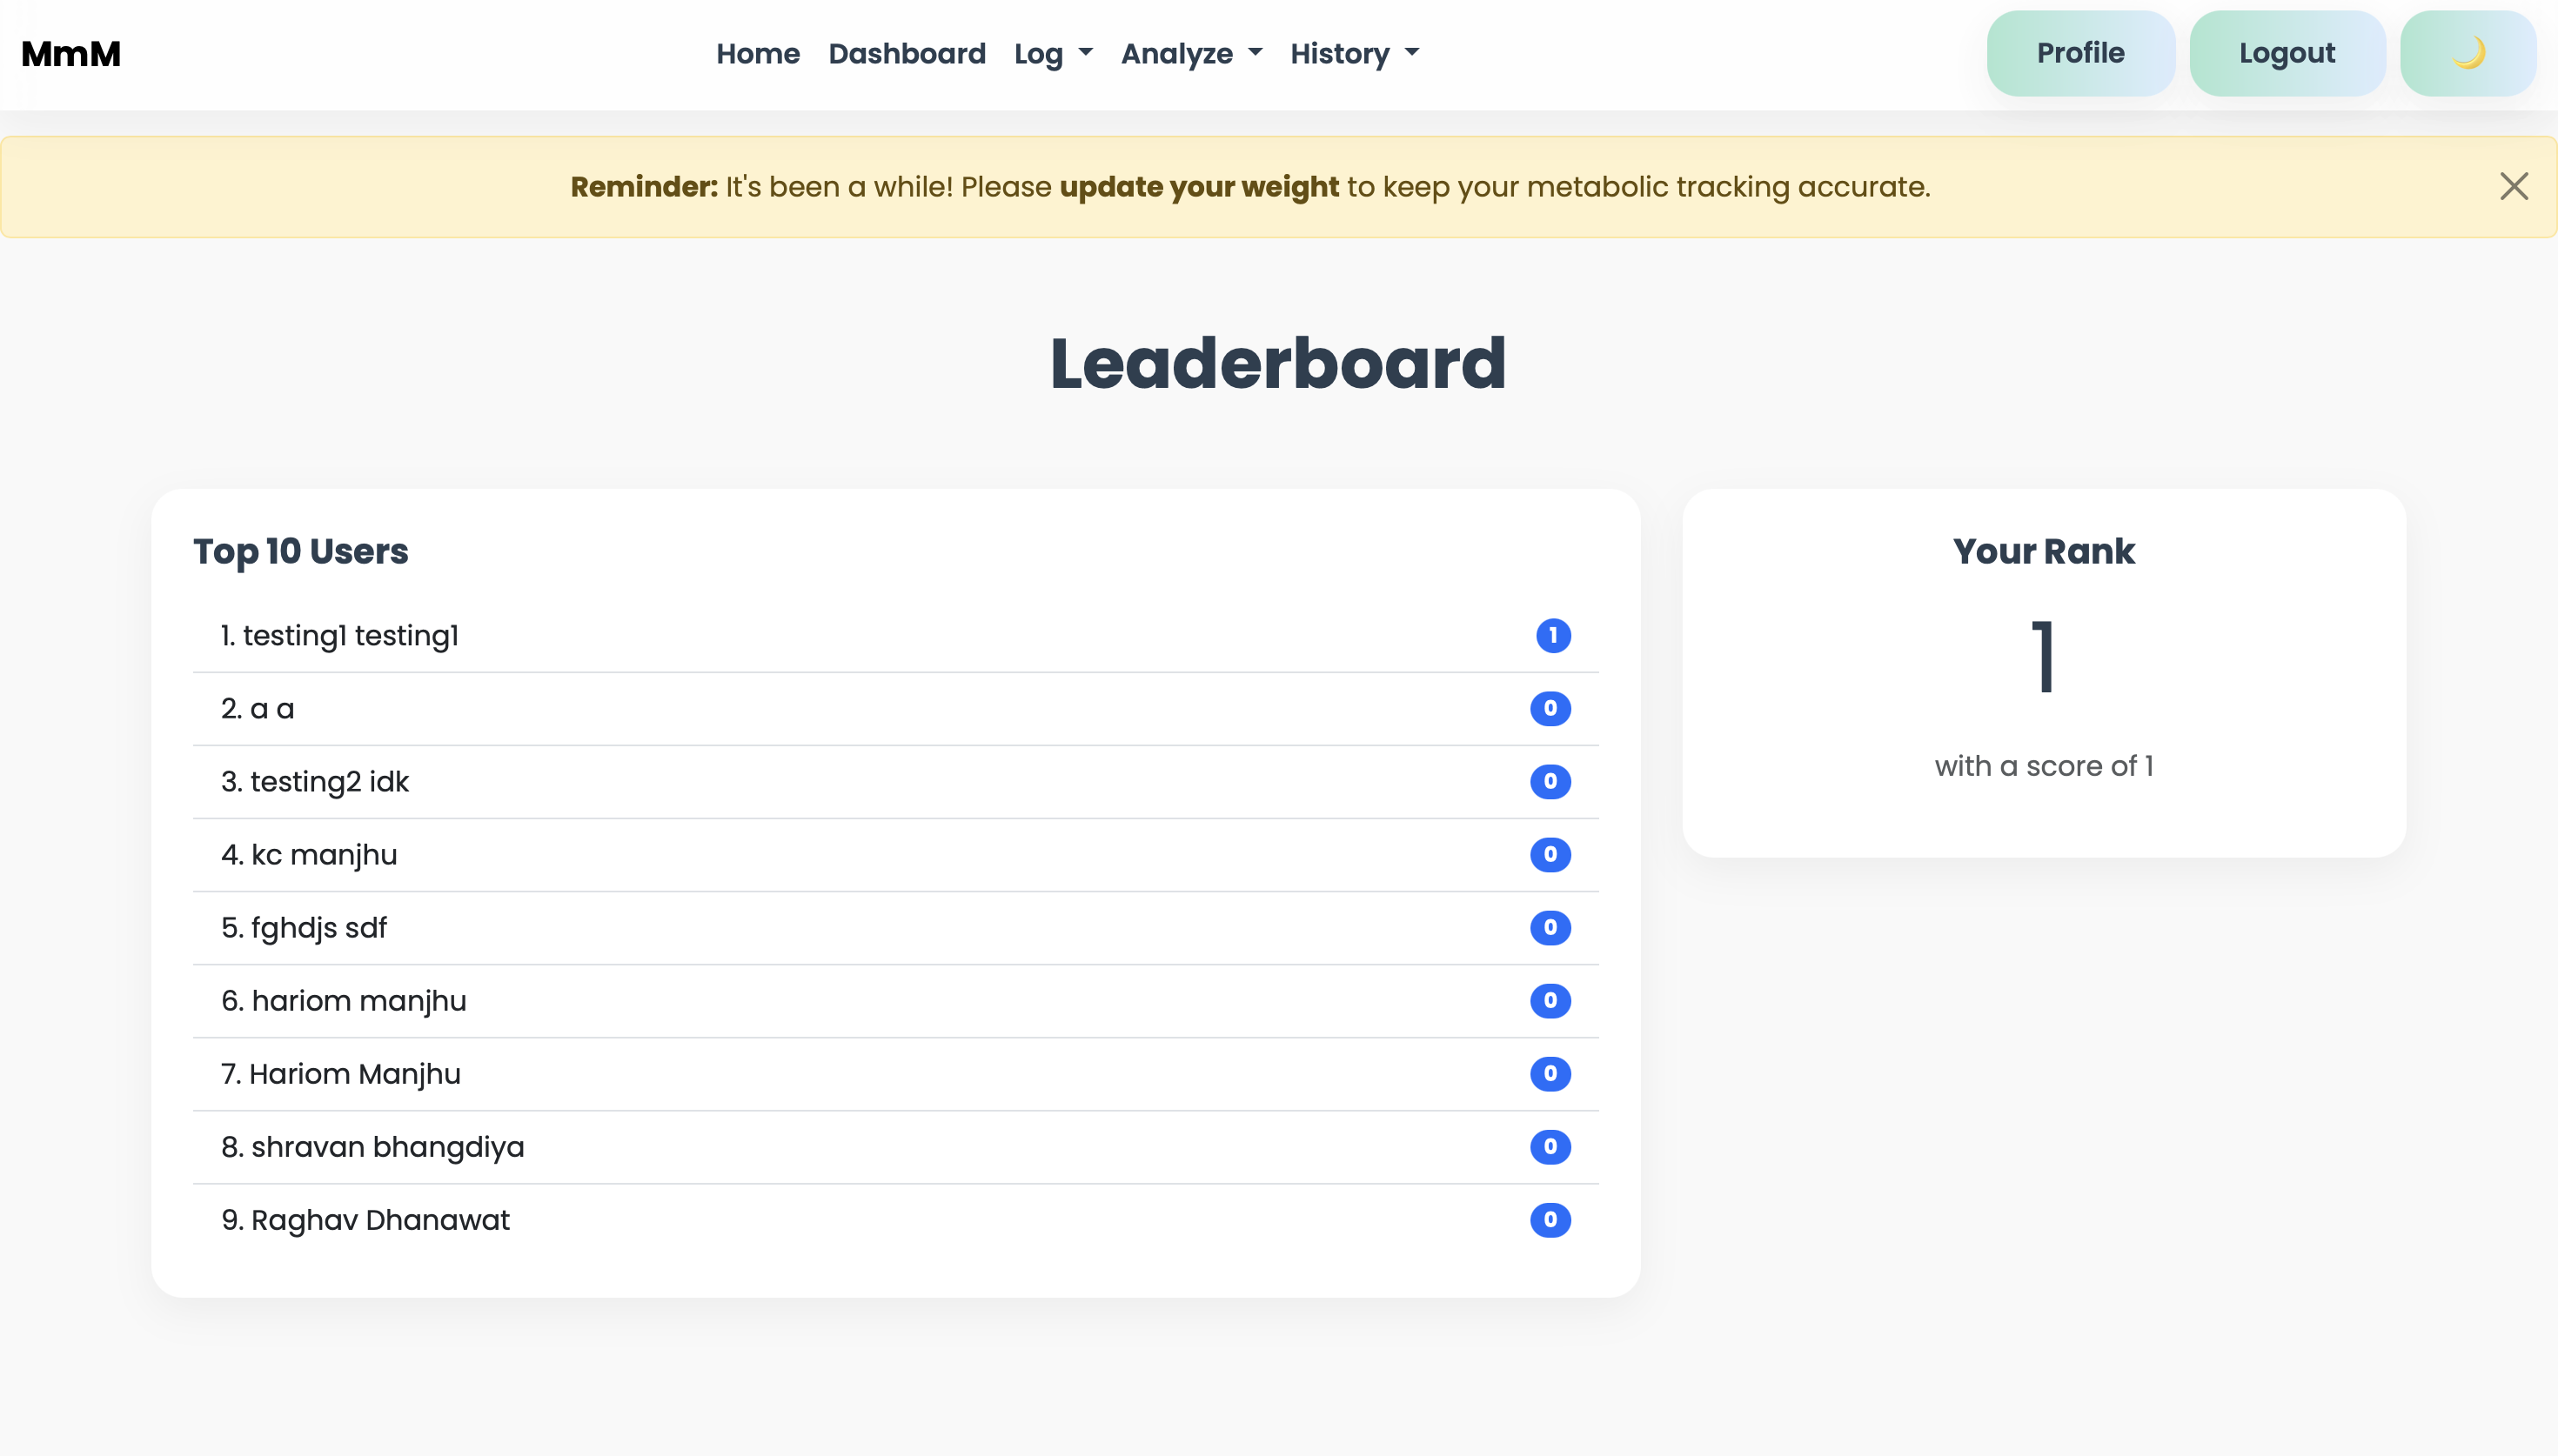 MmM
Home Dashboard Log Analyze History
Profile Logout
Reminder: It's been a while! Please update your weight to keep your metabolic tracking accurate.
Leaderboard
Top 10 Users
1. testing1 testing1 1
2. a a 0
3. testing2 idk 0
4. kc manjhu 0
5. fghdjs sdf 0
6. hariom manjhu 0
7. Hariom Manjhu 0
8. shravan bhangdiya 0
9. Raghav Dhanawat 0
Your Rank
1
with a score of 1